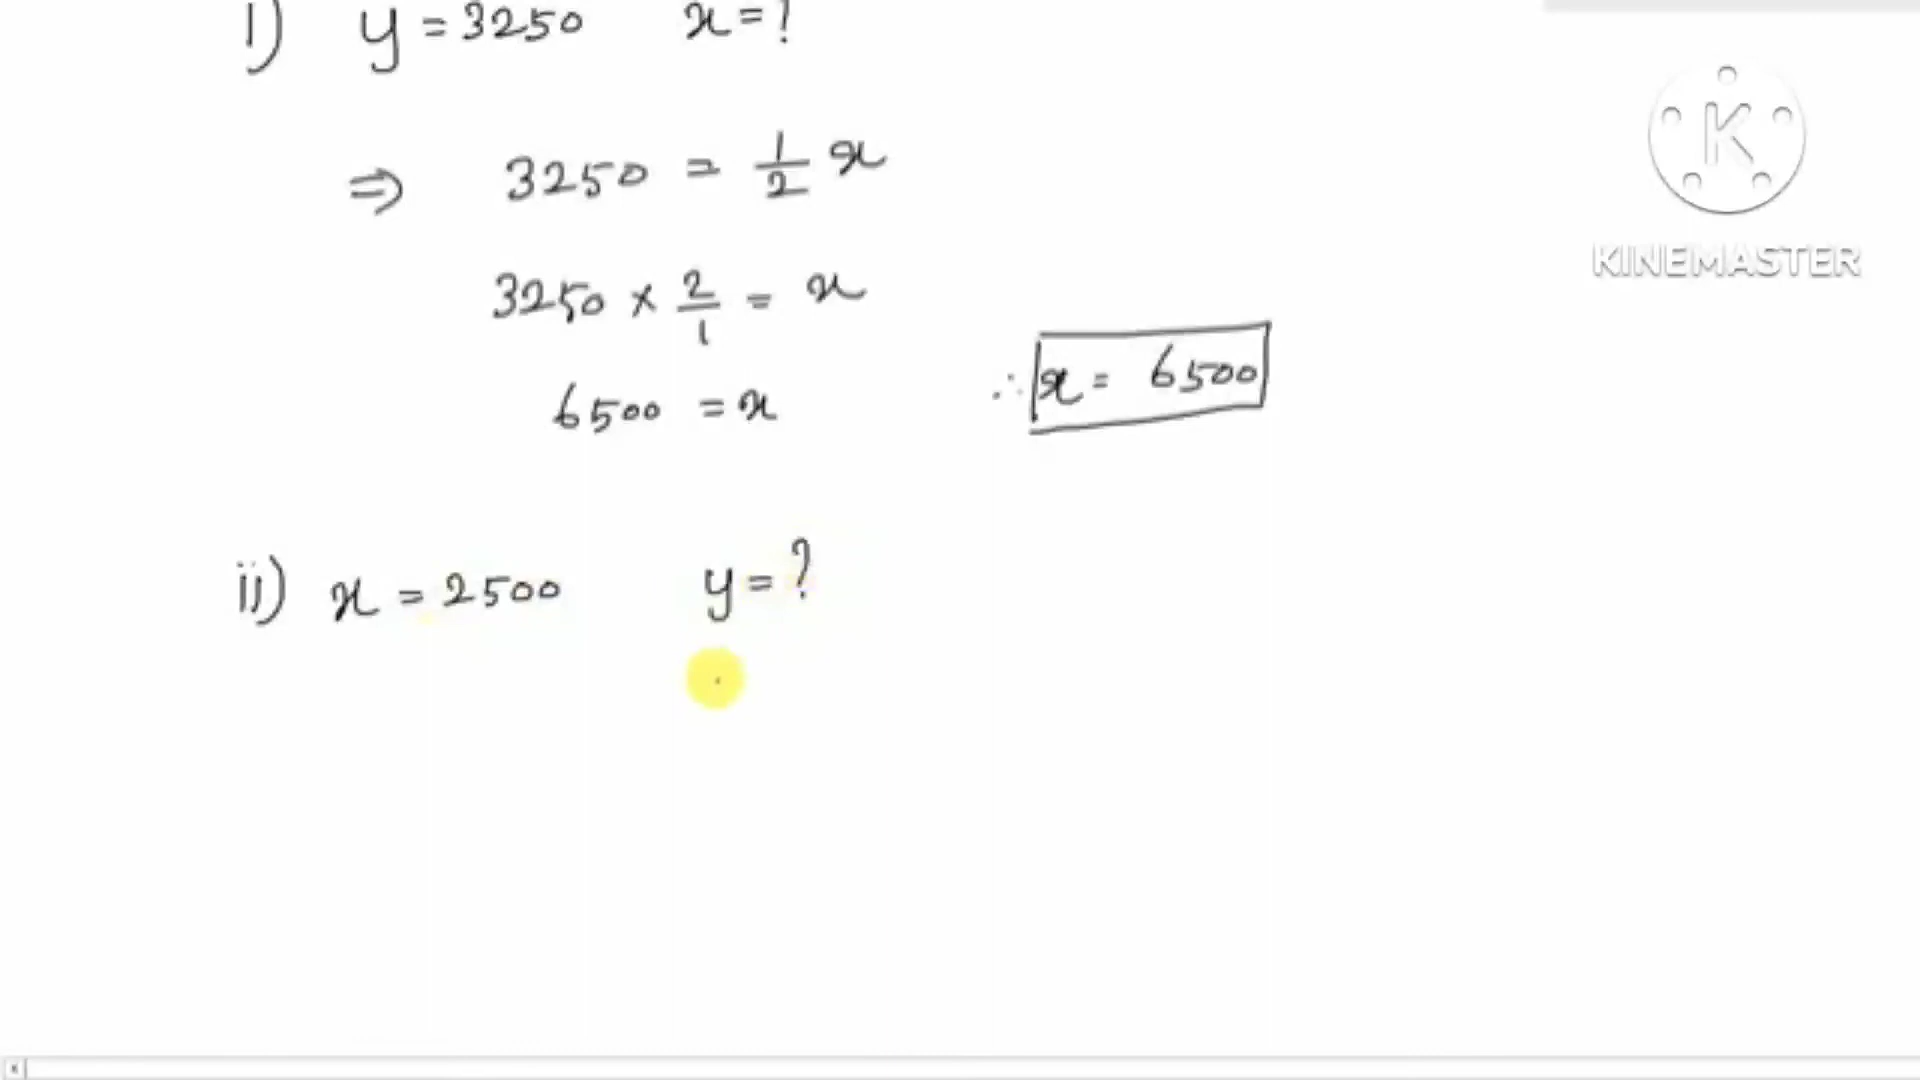 i) y = 3250 x = ?
⇒ 3250 = 1/2 x
3250 × 2/1 = x
6500 = x ∴ x = 6500
ii) x = 2500 y = ?
K
KINEMASTER